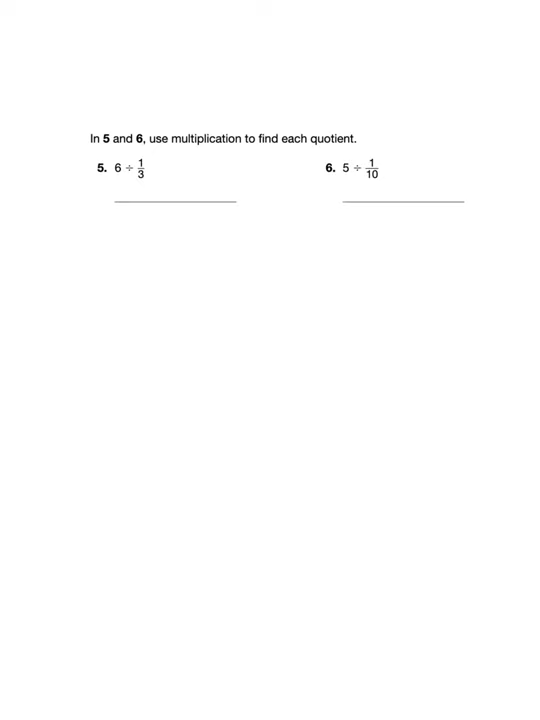 In 5 and 6, use multiplication to find each quotient.
5. 6 ÷ 1/3
6. 5 ÷ 1/10